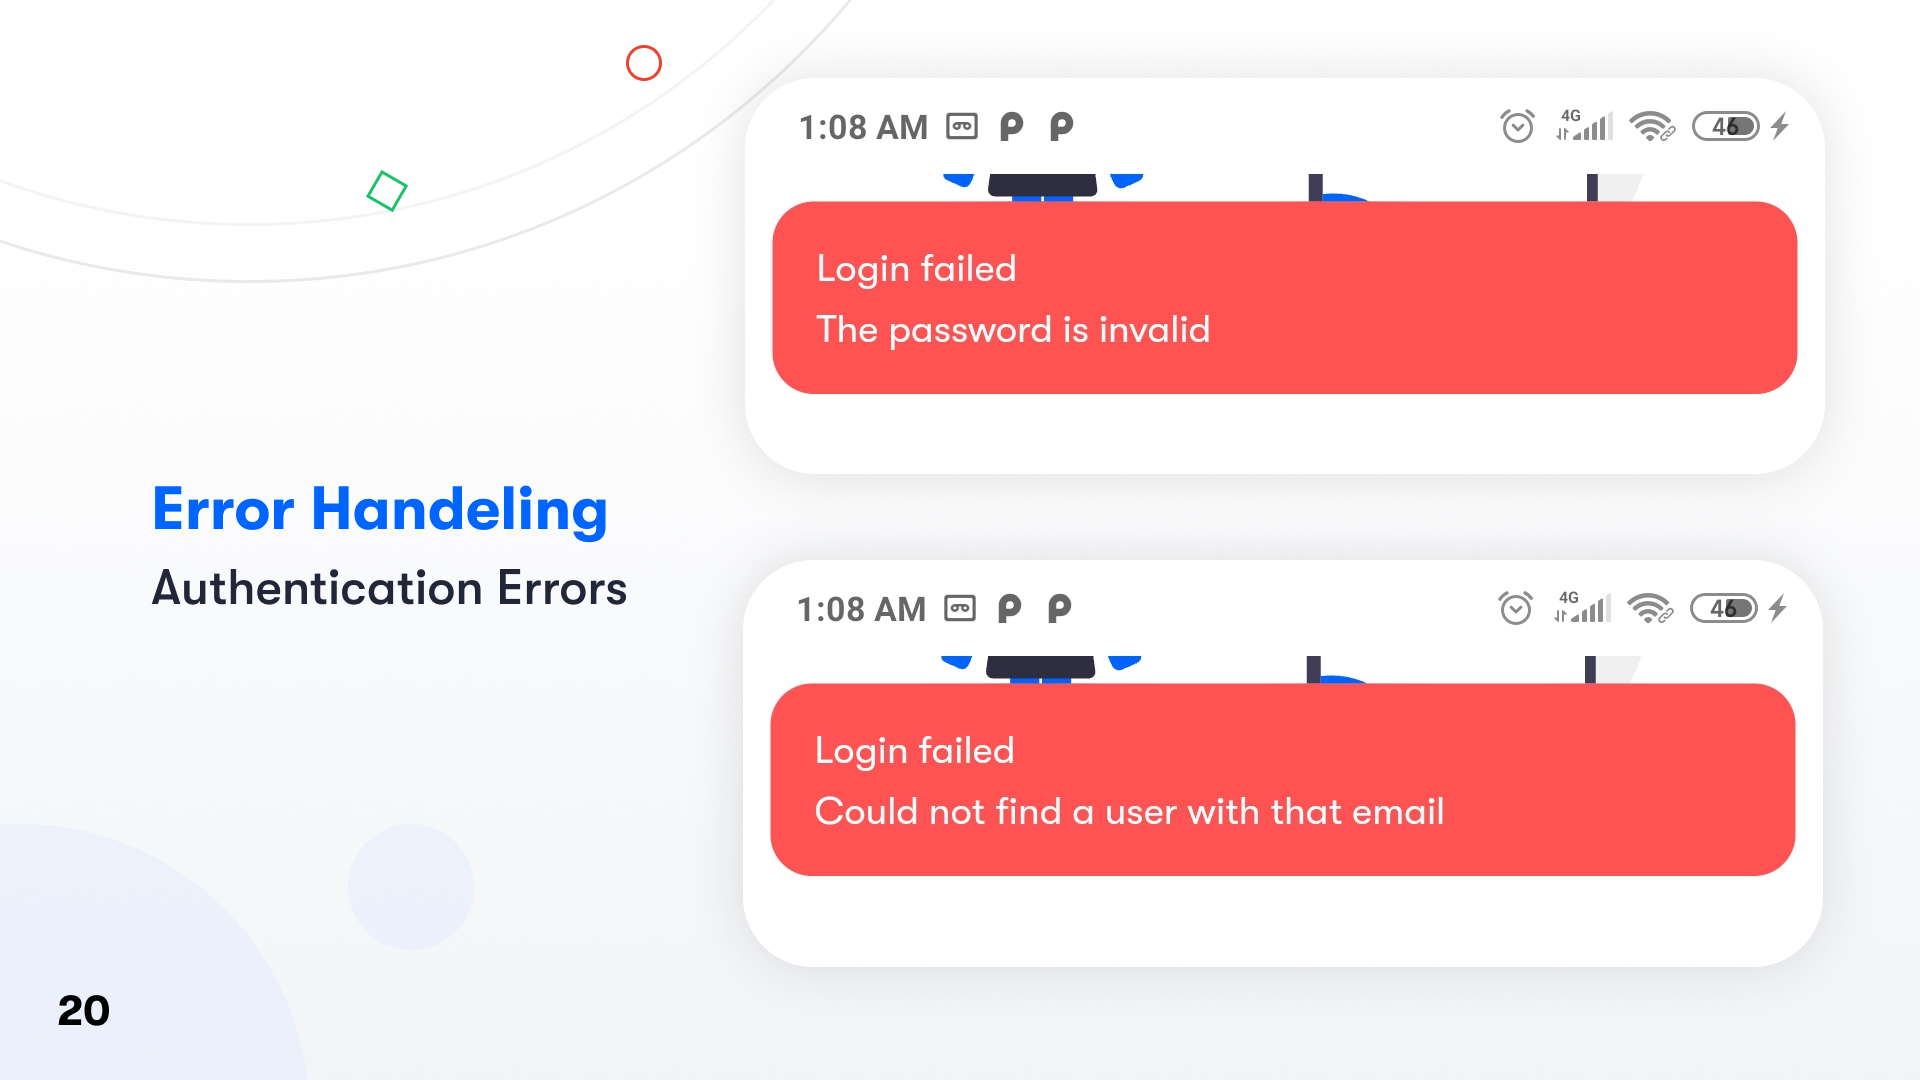 Error Handeling
Authentication Errors
1:08 AM
4G
46
Login failed
The password is invalid
1:08 AM
4G
46
Login failed
Could not find a user with that email
20